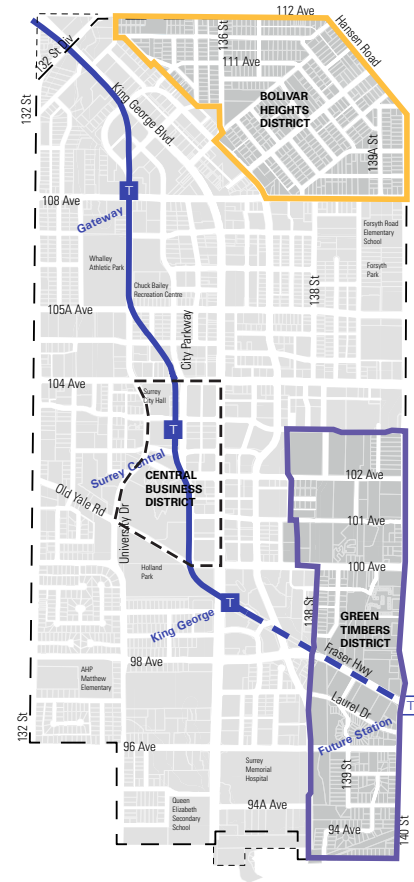 112 Ave
Hansen Road
132 St Div
136 St
111 Ave
132 St
King George Blvd.
BOLIVAR
HEIGHTS
DISTRICT
139A St
T
108 Ave
Gateway
Forsyth Road
Elementary
School
Whalley
Athletic Park
Forsyth
Park
Chuck Bailey
Recreation Centre
138 St
105A Ave
City Parkway
104 Ave
Surrey
City Hall
T
Surrey Central
CENTRAL
BUSINESS
DISTRICT
102 Ave
Old Yale Rd
University Dr
101 Ave
Holland
Park
100 Ave
T
138 St
King George
GREEN
TIMBERS
DISTRICT
98 Ave
Fraser Hwy
AHP
Matthew
Elementary
Laurel Dr
T
132 St
Future Station
96 Ave
Surrey
Memorial
Hospital
139 St
Queen
Elizabeth
Secondary
School
94A Ave
94 Ave
140 St